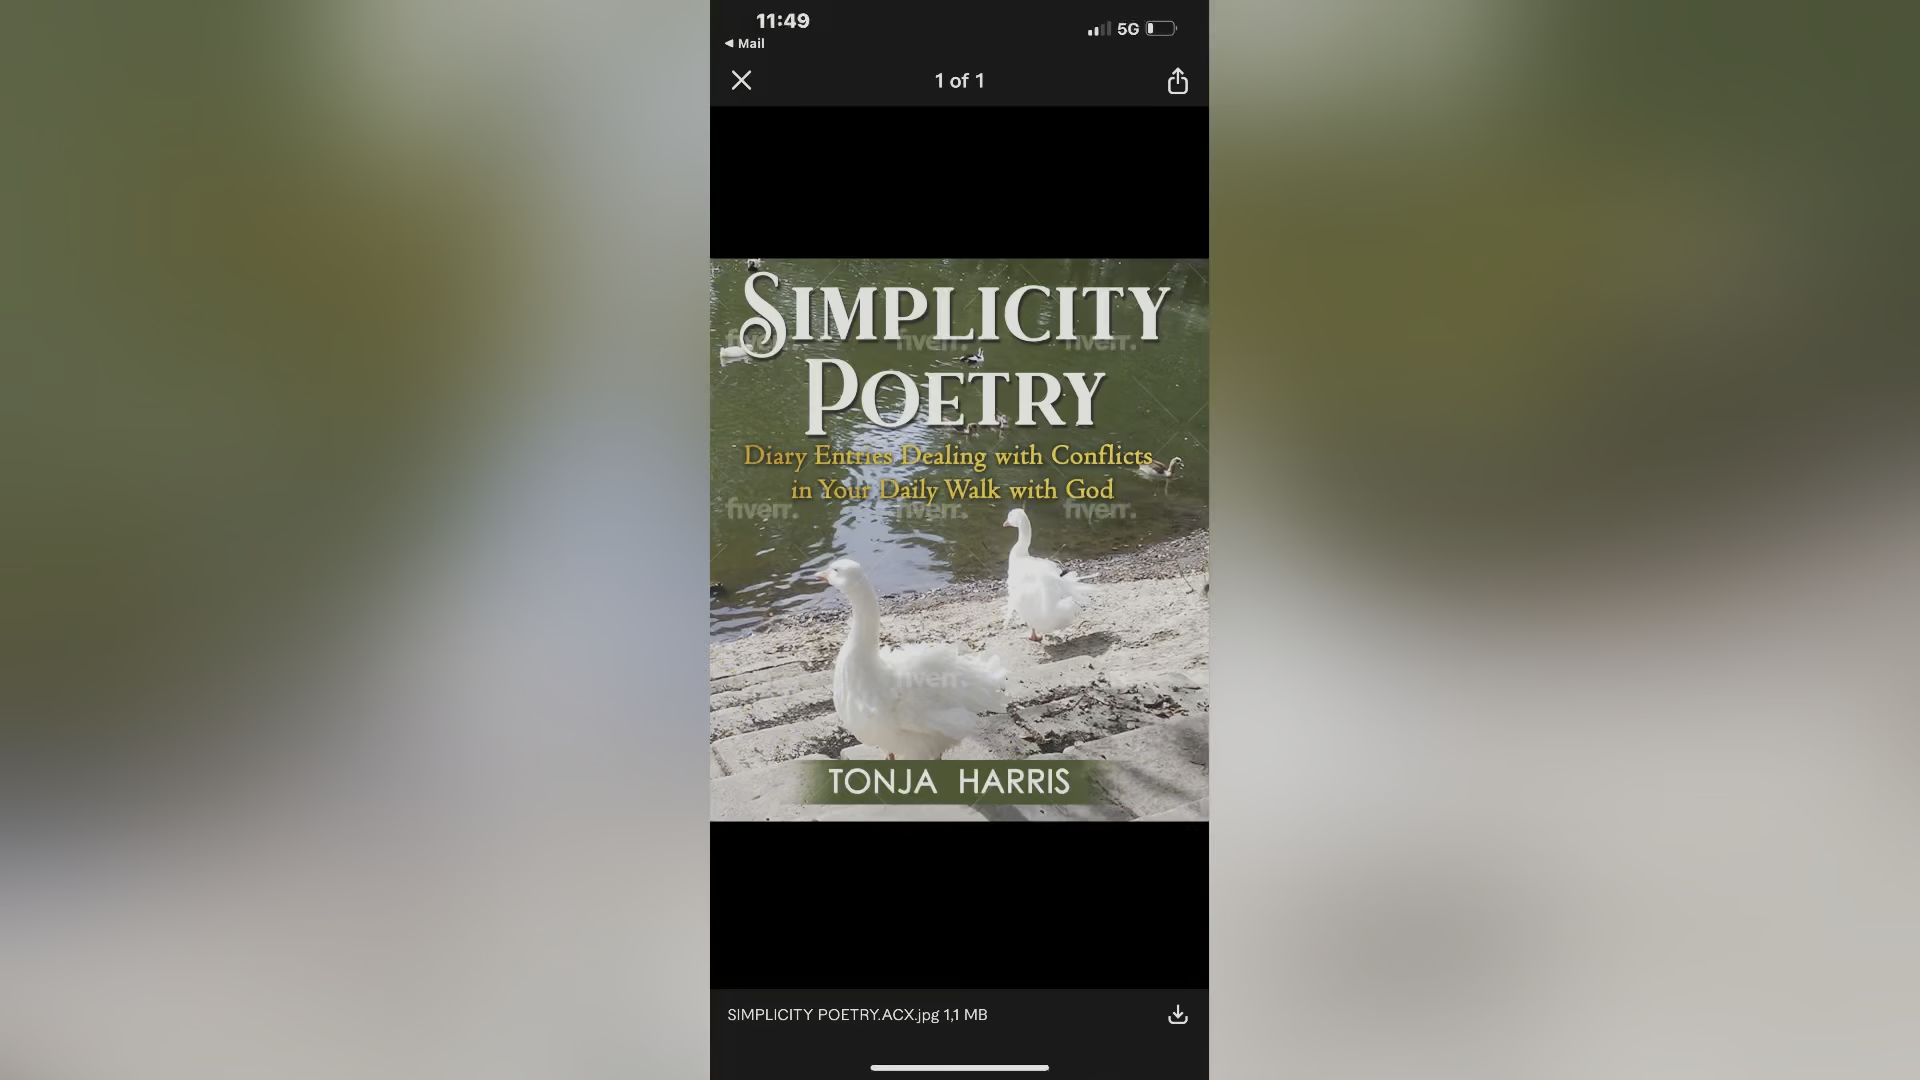 11:49
5G
◀ Mail
1 of 1
SIMPLICITY
POETRY
Diary Entries Dealing with Conflicts
in Your Daily Walk with God
fiverr. fiverr. fiverr.
fiverr. fiverr. fiverr.
fiverr.
TONJA HARRIS
SIMPLICITY POETRY.ACX.jpg 1,1 MB